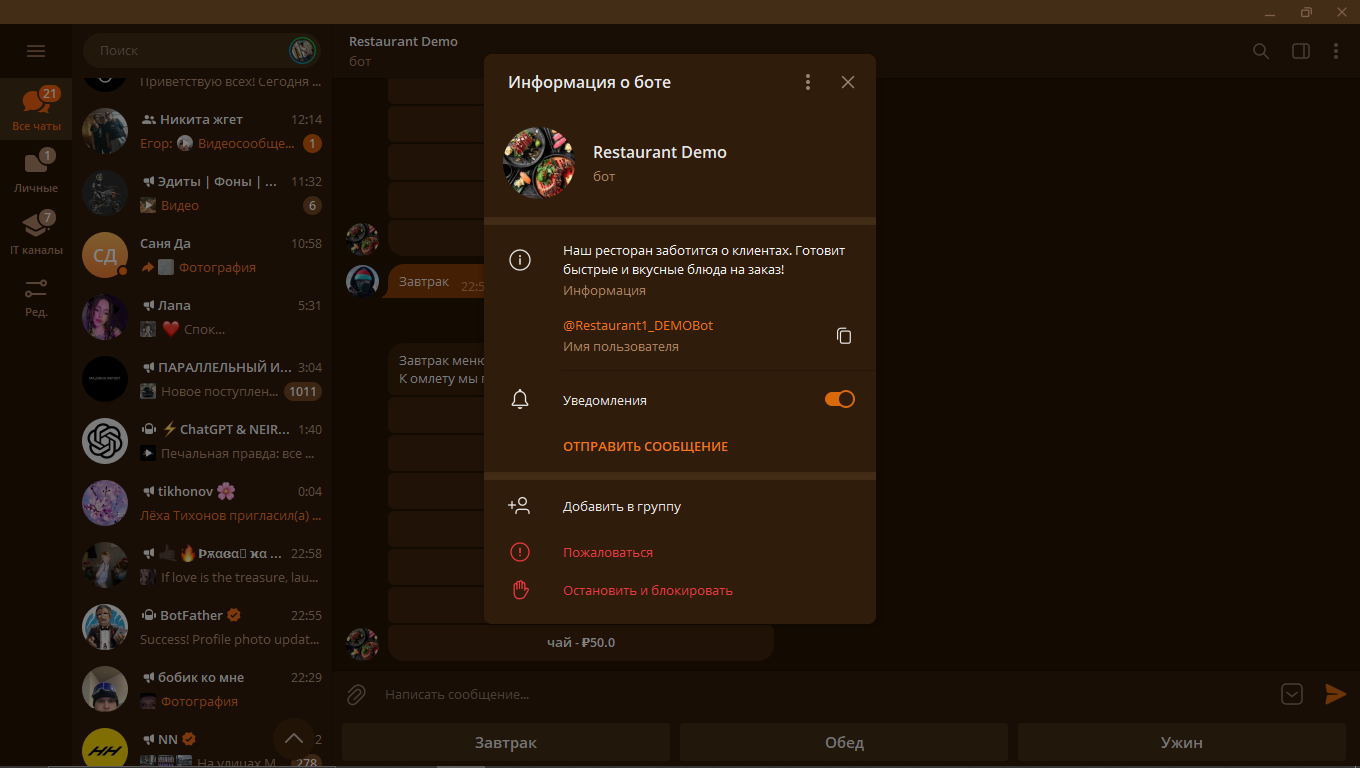 Поиск
Restaurant Demo
бот
21
Все чаты
1
Личные
7
IT каналы
Ред.
Приветствую всех! Сегодня ...
Никита жгет
12:14
Егор:
Видеосообще...
1
Эдиты | Фоны | ...
11:32
Видео
6
СД
Саня Да
10:58
Фотография
Лапа
5:31
Спок...
ПАРАЛЛЕЛЬНЫЙ И...
3:04
Новое поступлен...
1011
⚡ChatGPT & NEIR...
1:40
Печальная правда: все ...
tikhonov 🌸
0:04
Лёха Тихонов пригласил(а) ...
22:58
If love is the treasure, lau...
BotFather
22:55
Success! Profile photo updat...
бобик ко мне
22:29
Фотография
NN
2
На улицах М
278
Завтрак
Завтрак меню
К омлету мы
чай - ₽50.0
Информация о боте
Restaurant Demo
бот
Наш ресторан заботится о клиентах. Готовит
быстрые и вкусные блюда на заказ!
Информация
@Restaurant1_DEMOBot
Имя пользователя
Уведомления
ОТПРАВИТЬ СООБЩЕНИЕ
Добавить в группу
Пожаловаться
Остановить и блокировать
Написать сообщение...
Завтрак
Обед
Ужин